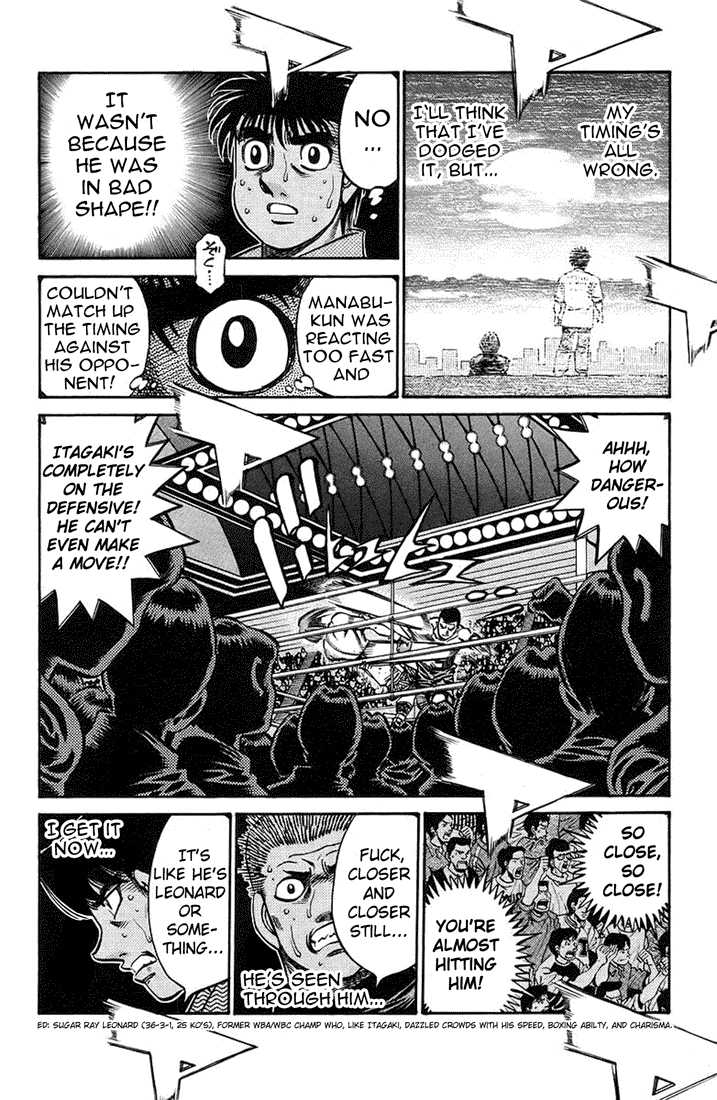 MY
TIMING'S
ALL
WRONG.
I'LL THINK
THAT I'VE
DODGED
IT, BUT...
NO
...
IT
WASN'T
BECAUSE
HE WAS
IN BAD
SHAPE!!
MANABU-
KUN WAS
REACTING
TOO FAST
AND
COULDN'T
MATCH UP
THE TIMING
AGAINST
HIS OPPO-
NENT!
AHHH,
HOW
DANGER-
OUS!
ITAGAKI'S
COMPLETELY
ON THE
DEFENSIVE!
HE CAN'T
EVEN MAKE
A MOVE!!
SO
CLOSE,
SO
CLOSE!
YOU'RE
ALMOST
HITTING
HIM!
FUCK,
CLOSER
AND
CLOSER
STILL...
HE'S SEEN
THROUGH HIM...
IT'S
LIKE HE'S
LEONARD
OR
SOME-
THING...
I GET IT
NOW...
ED: SUGAR RAY LEONARD (36-3-1, 25 KO'S), FORMER WBA/WBC CHAMP WHO, LIKE ITAGAKI, DAZZLED CROWDS WITH HIS SPEED, BOXING ABILTY, AND CHARISMA.